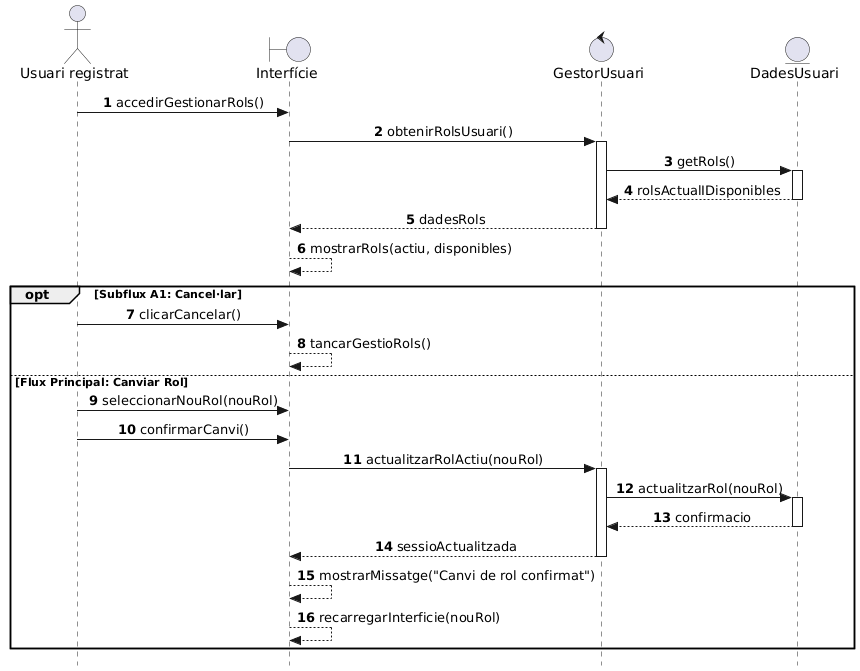 Usuari registrat
Interfície
GestorUsuari
DadesUsuari
1 accedirGestionarRols()
2 obtenirRolsUsuari()
3 getRols()
4 rolsActualIDisponibles
5 dadesRols
6 mostrarRols(actiu, disponibles)
opt [Subflux A1: Cancel·lar]
7 clicarCancelar()
8 tancarGestioRols()
[Flux Principal: Canviar Rol]
9 seleccionarNouRol(nouRol)
10 confirmarCanvi()
11 actualitzarRolActiu(nouRol)
12 actualitzarRol(nouRol)
13 confirmacio
14 sessioActualitzada
15 mostrarMissatge("Canvi de rol confirmat")
16 recarregarInterficie(nouRol)